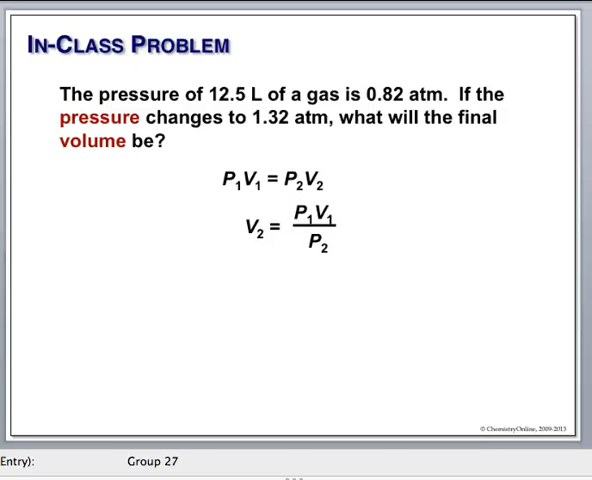 IN-CLASS PROBLEM
The pressure of 12.5 L of a gas is 0.82 atm.  If the
pressure changes to 1.32 atm, what will the final
volume be?
P₁V₁ = P₂V₂
V₂ = P₁V₁
P₂
© ChemistryOnline, 2009-2013
Entry):
Group 27